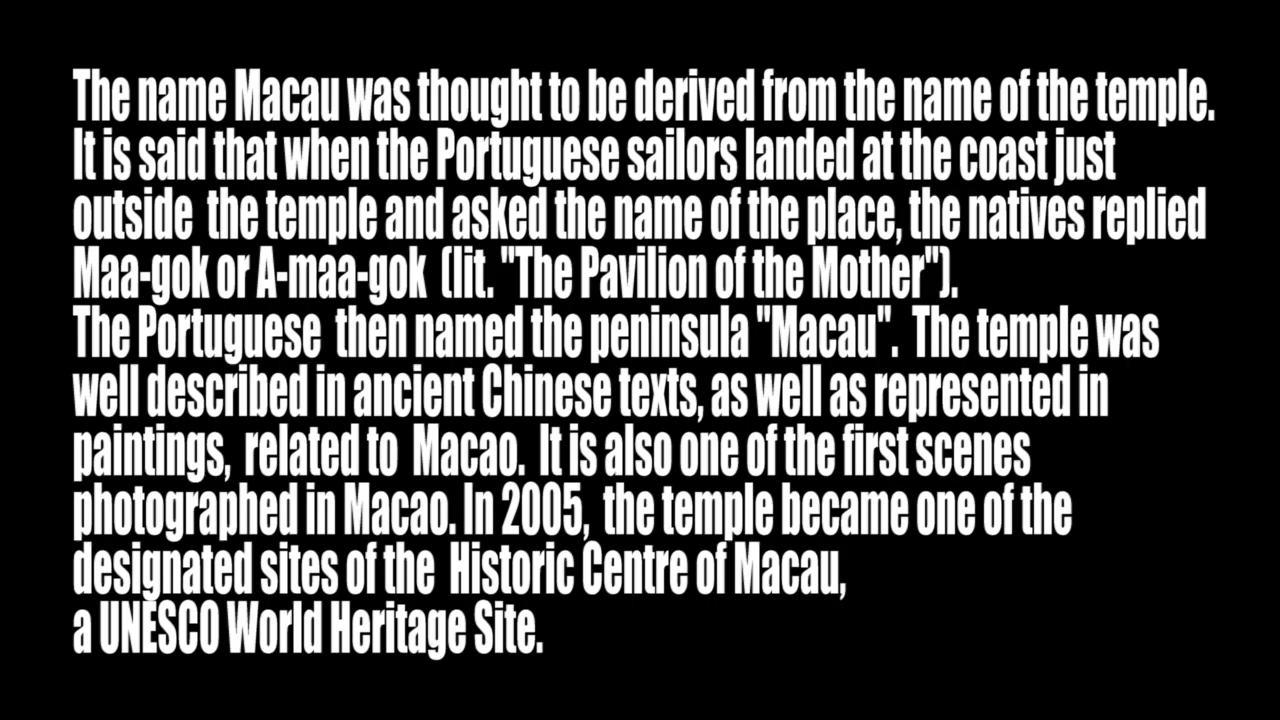 The name Macau was thought to be derived from the name of the temple.
It is said that when the Portuguese sailors landed at the coast just
outside the temple and asked the name of the place, the natives replied
Maa-gok or A-maa-gok (lit. "The Pavilion of the Mother").
The Portuguese then named the peninsula "Macau". The temple was
well described in ancient Chinese texts, as well as represented in
paintings, related to Macao. It is also one of the first scenes
photographed in Macao. In 2005, the temple became one of the
designated sites of the Historic Centre of Macau,
a UNESCO World Heritage Site.